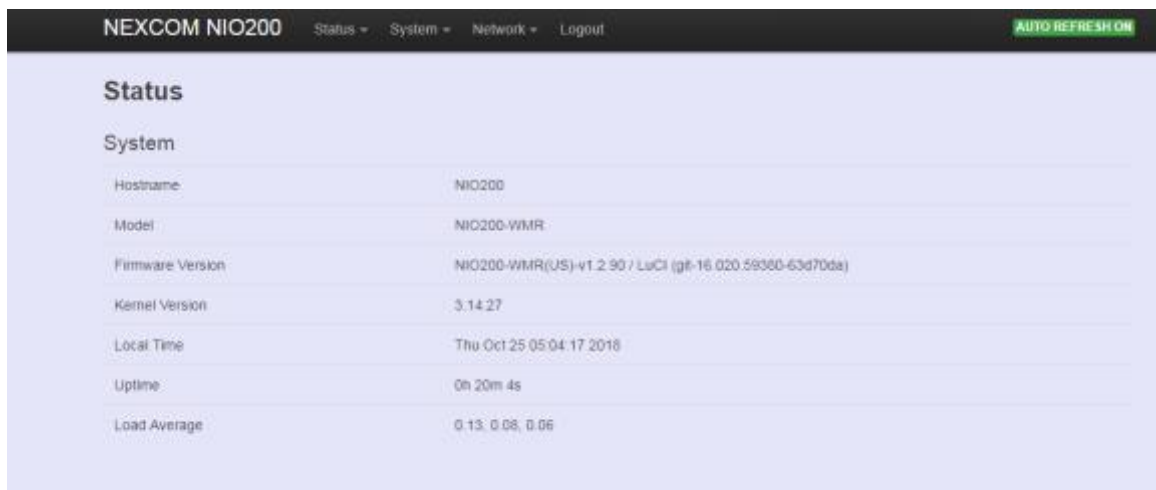 NEXCOM NIO200 Status System Network Logout AUTO REFRESH ON
Status
System
Hostname NIO200
Model NIO200-WMR
Firmware Version NIO200-WMR(US)-v1.2.90 / LuCI (git-16.020.59380-63d70da)
Kernel Version 3.14.27
Local Time Thu Oct 25 05:04:17 2018
Uptime 0h 20m 4s
Load Average 0.13, 0.08, 0.06